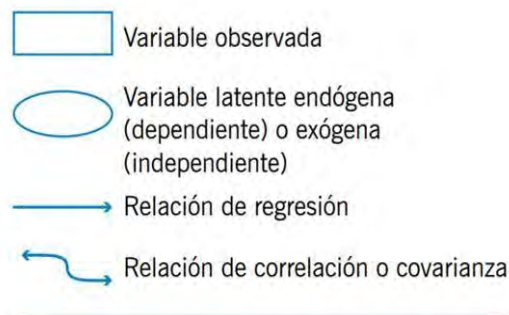 Variable observada
Variable latente endógena
(dependiente) o exógena
(independiente)
Relación de regresión
Relación de correlación o covarianza